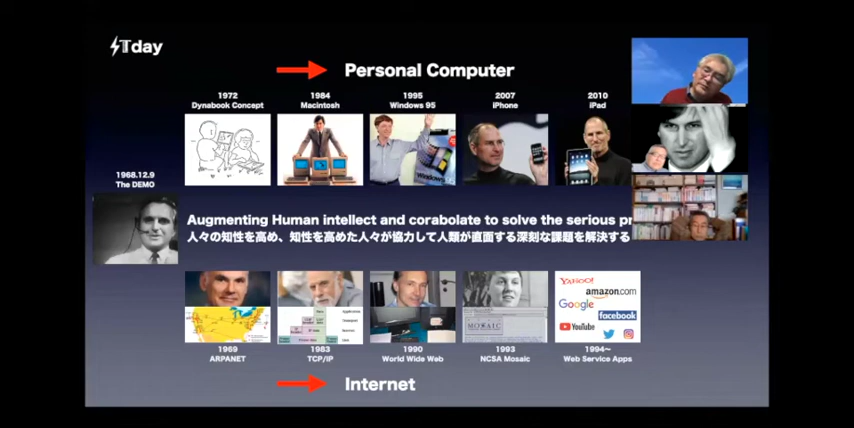 Tday
Personal Computer
1972
Dynabook Concept
1984
Macintosh
1995
Windows 95
2007
iPhone
2010
iPad
1968.12.9
The DEMO
Augmenting Human intellect and corabolate to solve the serious pr
人々の知性を高め、知性を高めた人々が協力して人類が直面する深刻な課題を解決する
MOSAIC
YAHOO!
amazon.com
Google
facebook
YouTube
1969
ARPANET
1983
TCP/IP
1990
World Wide Web
1993
NCSA Mosaic
1994~
Web Service Apps
Internet